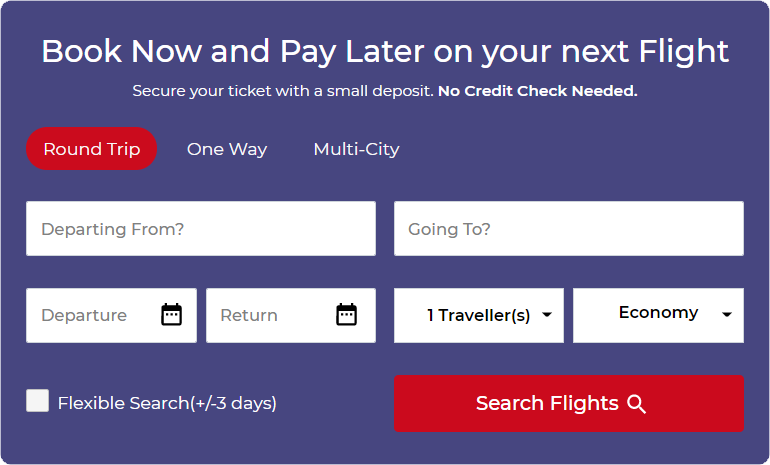 Book Now and Pay Later on your next Flight
Secure your ticket with a small deposit. No Credit Check Needed.
Round Trip One Way Multi-City
Departing From? Going To?
Departure Return 1 Traveller(s) Economy
Flexible Search(+/-3 days) Search Flights